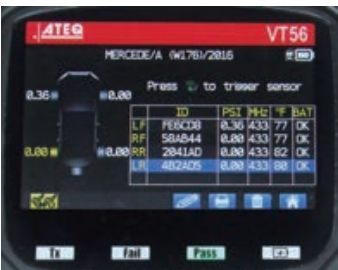 ATEQ VT56
MERCEDE/A (W176)/2016
Press to trigger sensor
0.36 0.00
0.00 0.00
ID PSI MHz °F BAT
LF FE6CD8 0.36 433 77 OK
RF 58AB44 0.00 433 77 OK
RR 2041AD 0.00 433 82 OK
LR 4B2AD5 0.00 433 80 OK
Tx Fail Pass